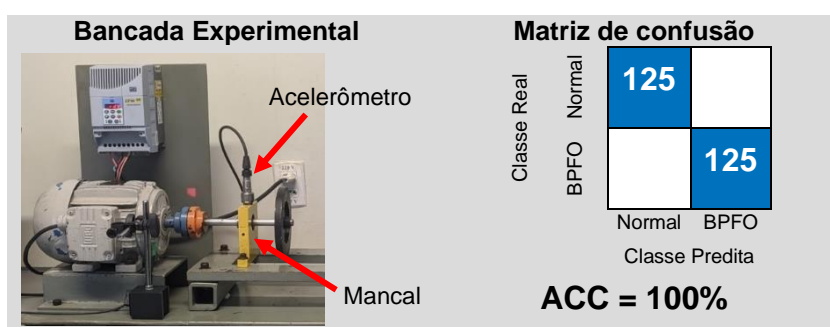 Bancada Experimental
Acelerômetro
Mancal
Matriz de confusão
Classe Real
Normal
BPFO
125
125
Normal BPFO
Classe Predita
ACC = 100%